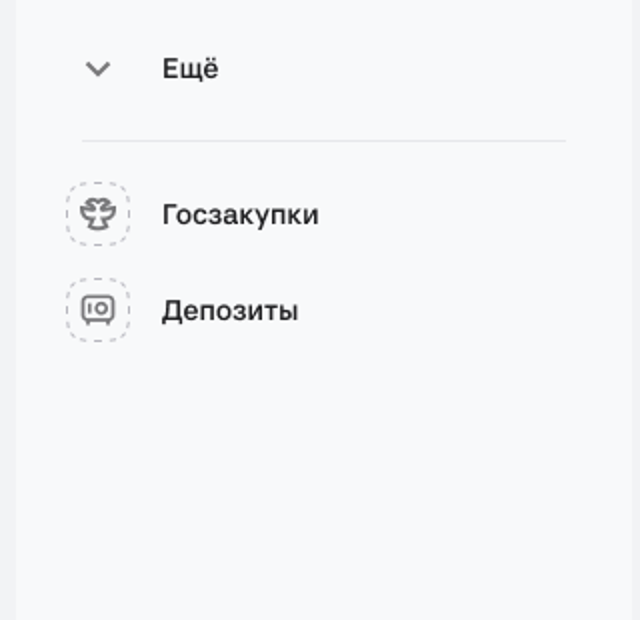 Ещё
Госзакупки
Депозиты